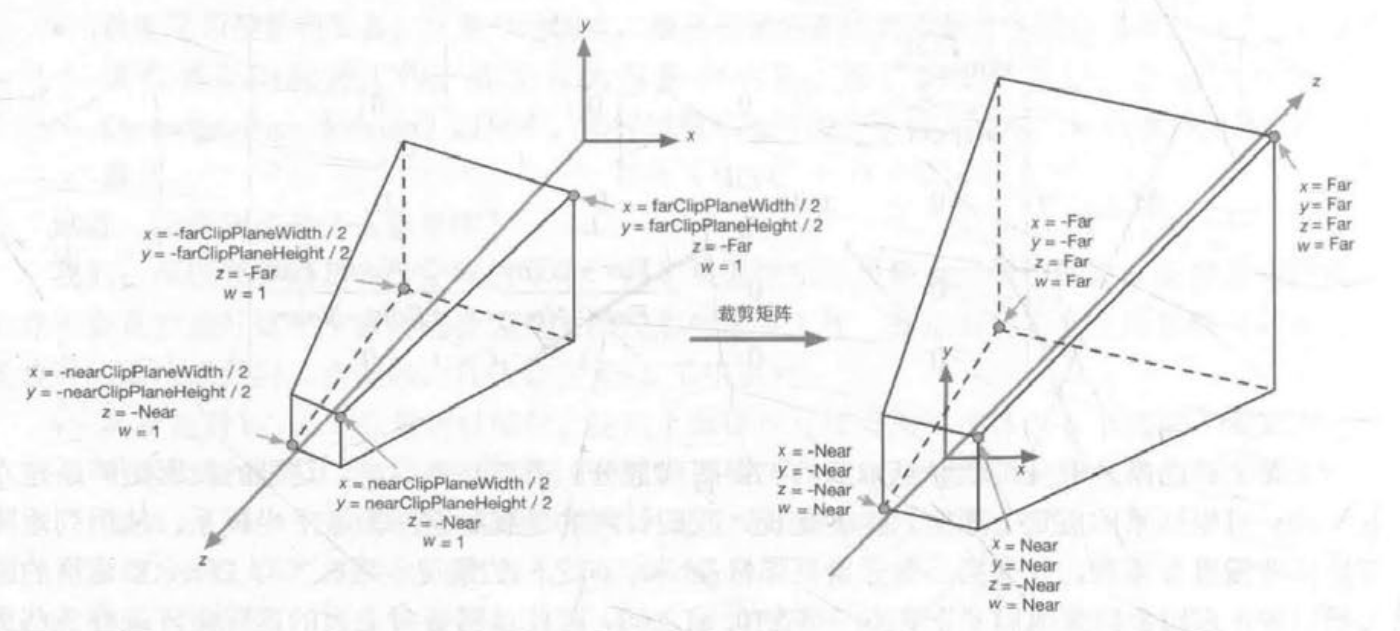 y
x
x = -farClipPlaneWidth / 2
y = -farClipPlaneHeight / 2
z = -Far
w = 1
x = farClipPlaneWidth / 2
y = farClipPlaneHeight / 2
z = -Far
w = 1
x = -nearClipPlaneWidth / 2
y = -nearClipPlaneHeight / 2
z = -Near
w = 1
x = nearClipPlaneWidth / 2
y = nearClipPlaneHeight / 2
z = -Near
w = 1
z
裁剪矩阵
z
x = Far
y = Far
z = Far
w = Far
x = -Far
y = -Far
z = Far
w = Far
y
x = -Near
y = -Near
z = -Near
w = Near
x = Near
y = Near
z = -Near
w = Near